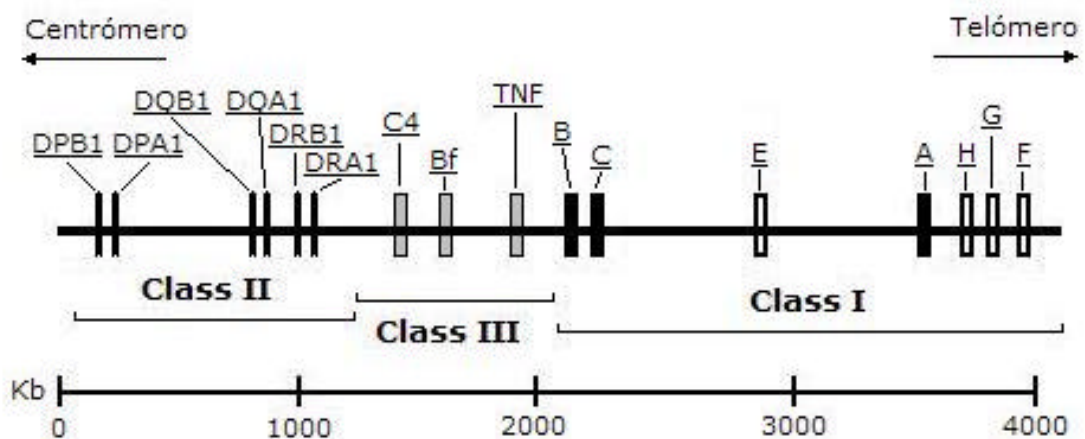 Centrómero
Telómero
DQB1 DQA1 TNF
DPB1 DPA1 DRB1 C4 B G
DRA1 Bf C E A H F
Class II
Class III
Class I
Kb
0 1000 2000 3000 4000